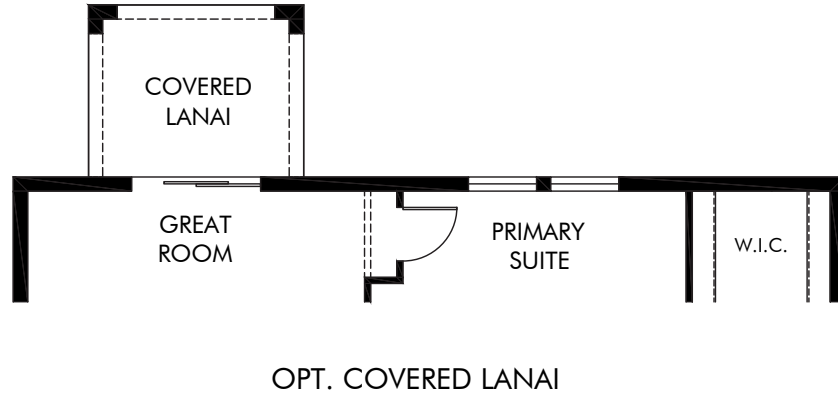 COVERED
LANAI
GREAT
ROOM
PRIMARY
SUITE
W.I.C.
OPT. COVERED LANAI